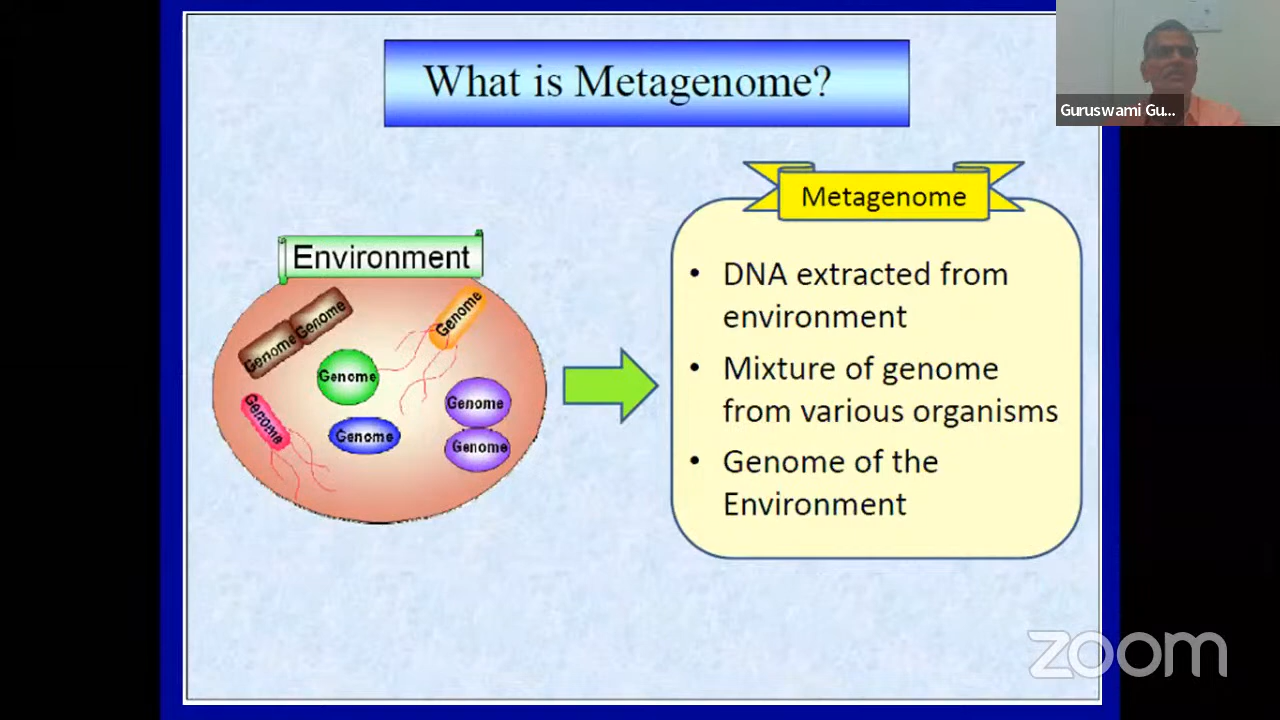 What is Metagenome?
Guruswami Gu...
Metagenome
Environment
Genome
Genome
Genome
Genome
Genome
Genome
Genome
Genome
• DNA extracted from
environment
• Mixture of genome
from various organisms
• Genome of the
Environment
zoom